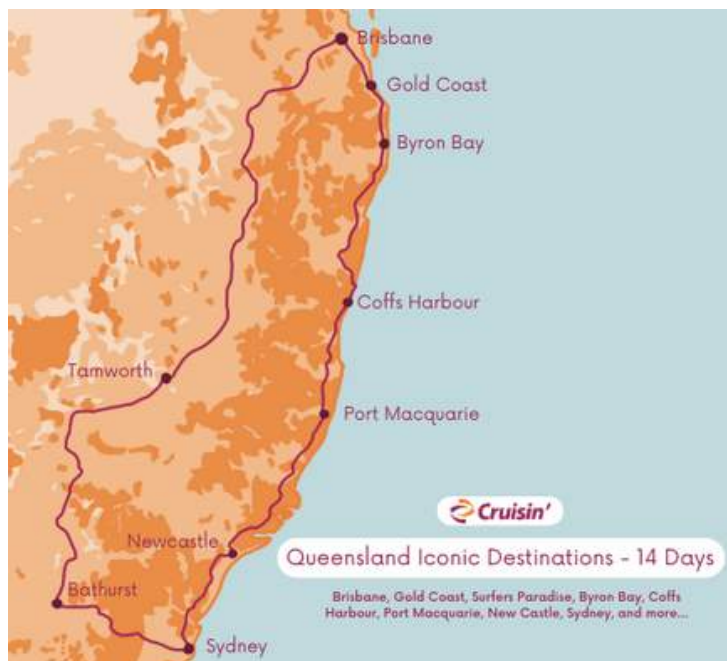 Brisbane
Gold Coast
Byron Bay
Coffs Harbour
Tamworth
Port Macquarie
Newcastle
Bathurst
Sydney
Cruisin'
Queensland Iconic Destinations - 14 Days
Brisbane, Gold Coast, Surfers Paradise, Byron Bay, Coffs
Harbour, Port Macquarie, New Castle, Sydney, and more...